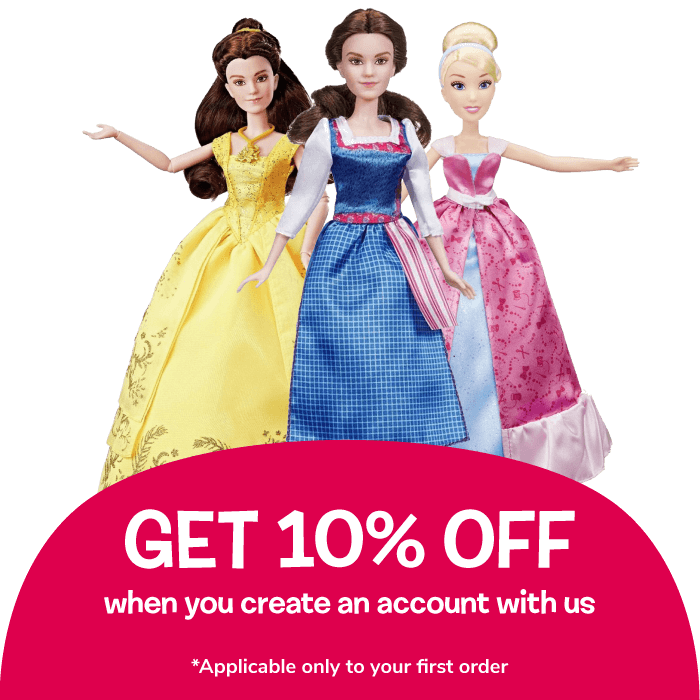 GET 10% OFF
when you create an account with us
*Applicable only to your first order